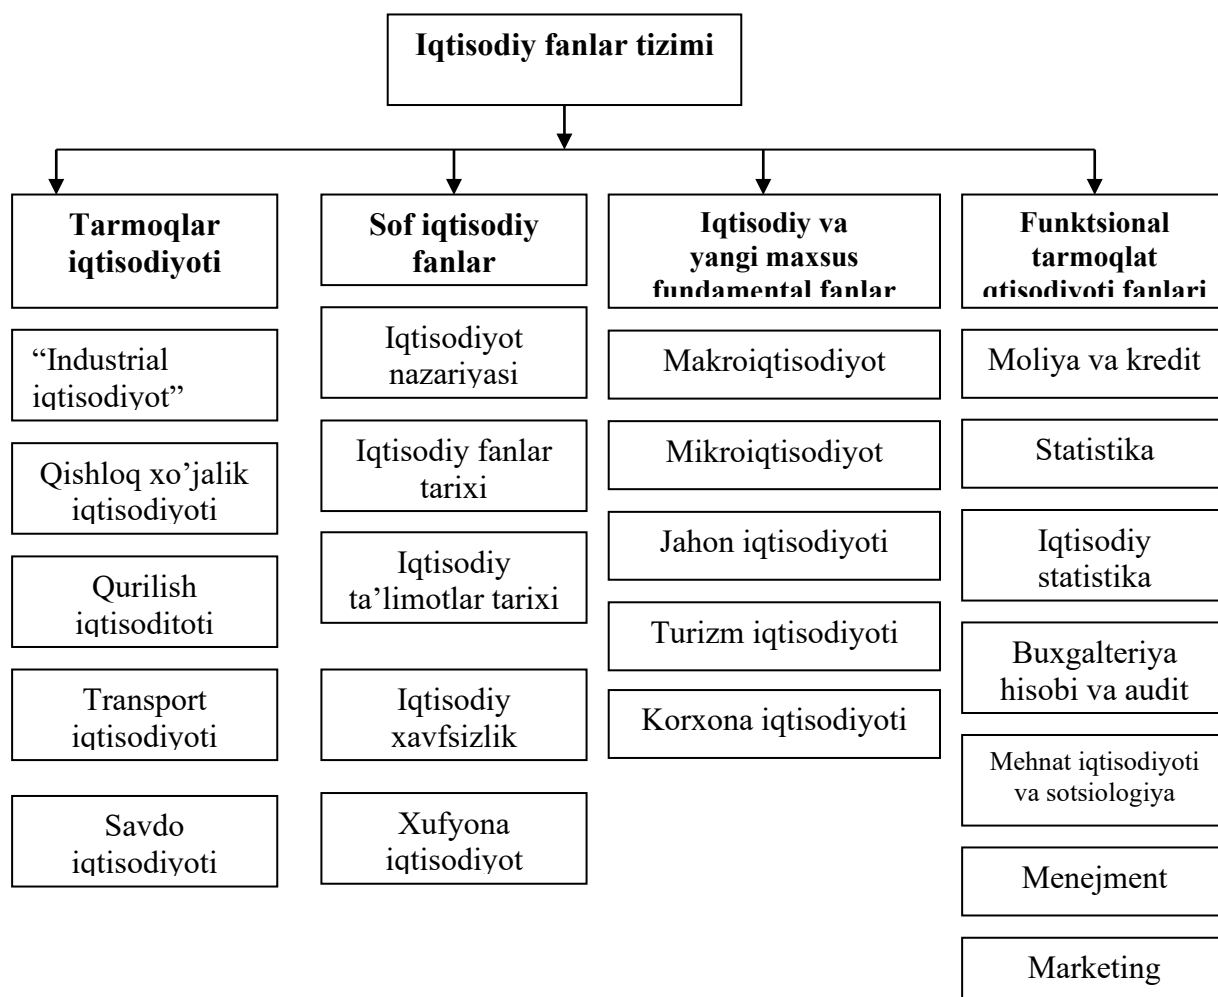 Iqtisodiy fanlar tizimi
Tarmoqlar
iqtisodiyoti
“Industrial
iqtisodiyot”
Qishloq xo’jalik
iqtisodiyoti
Qurilish
iqtisoditoti
Transport
iqtisodiyoti
Savdo
iqtisodiyoti
Sof iqtisodiy
fanlar
Iqtisodiyot
nazariyasi
Iqtisodiy fanlar
tarixi
Iqtisodiy
ta’limotlar tarixi
Iqtisodiy
xavfsizlik
Xufyona
iqtisodiyot
Iqtisodiy va
yangi maxsus
fundamental fanlar
Makroiqtisodiyot
Mikroiqtisodiyot
Jahon iqtisodiyoti
Turizm iqtisodiyoti
Korxona iqtisodiyoti
Funktsional
tarmoqlat
qtisodiyoti fanlari
Moliya va kredit
Statistika
Iqtisodiy
statistika
Buxgalteriya
hisobi va audit
Mehnat iqtisodiyoti
va sotsiologiya
Menejment
Marketing